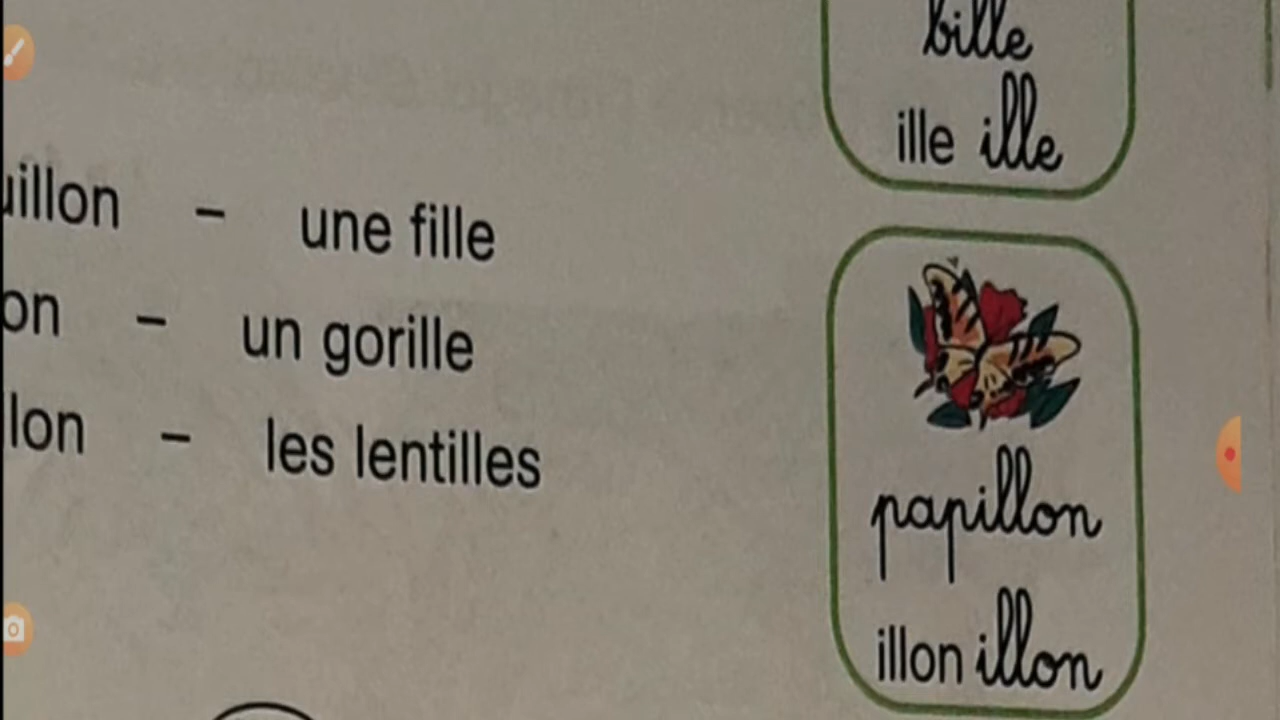 uillon – une fille
on – un gorille
llon – les lentilles
bille
ille ille
papillon
illon illon